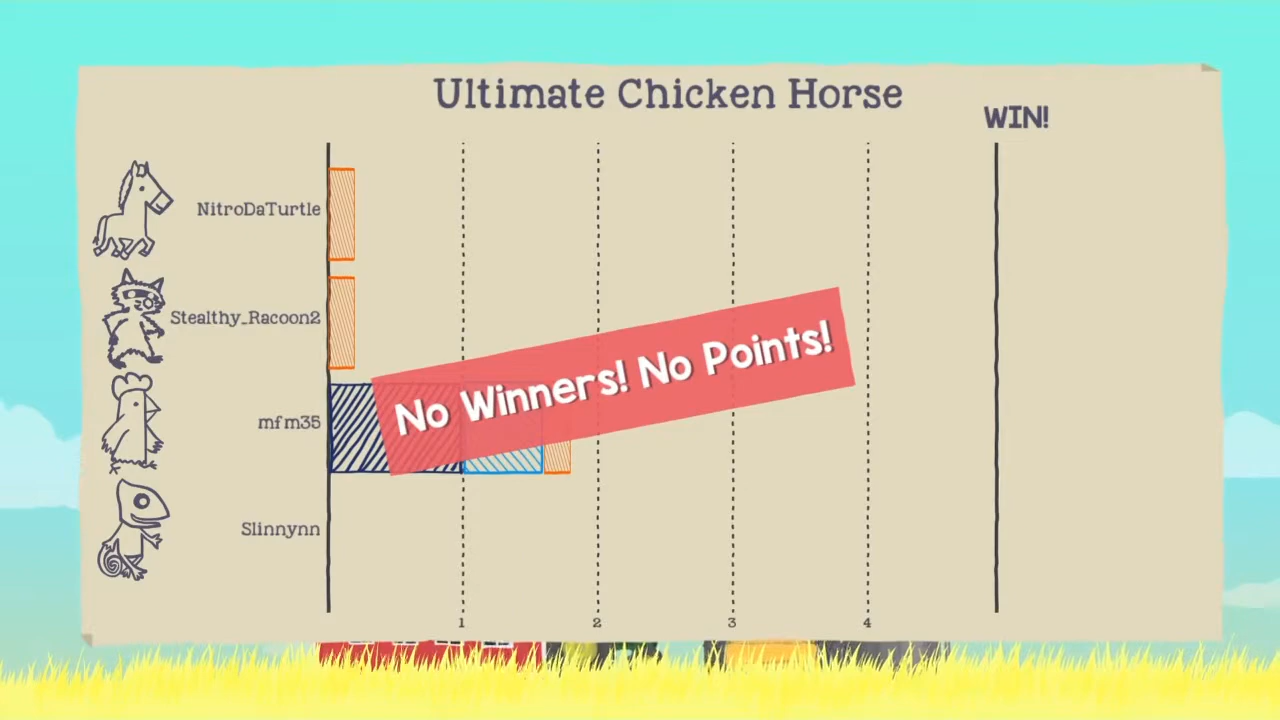 Ultimate Chicken Horse
WIN!
NitroDaTurtle
Stealthy_Racoon2
No Winners! No Points!
mfm35
Slinnynn
1 2 3 4